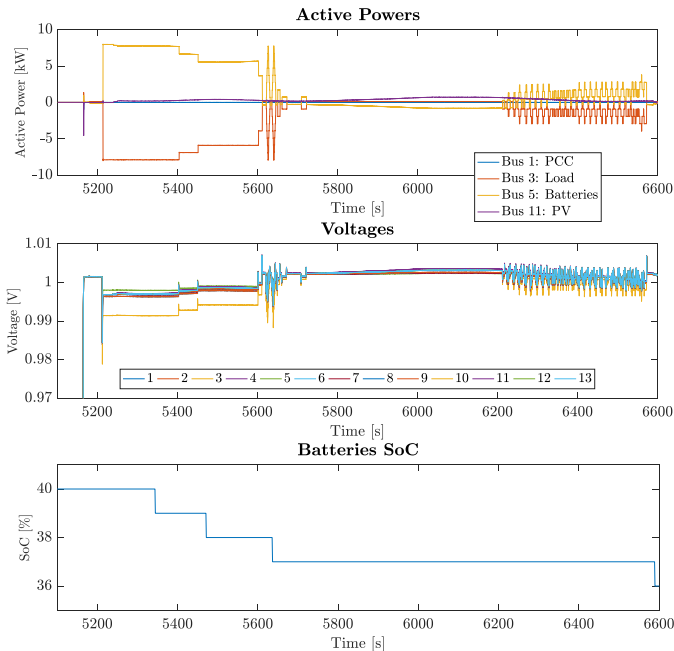 Active Powers
10
5
0
-5
-10
Active Power [kW]
5200 5400 5600 5800 6000 6200 6400 6600
Time [s]
Bus 1: PCC
Bus 3: Load
Bus 5: Batteries
Bus 11: PV
Voltages
1.01
1
0.99
0.98
0.97
Voltage [V]
1 2 3 4 5 6 7 8 9 10 11 12 13
5200 5400 5600 5800 6000 6200 6400 6600
Time [s]
Batteries SoC
40
38
36
SoC [%]
5200 5400 5600 5800 6000 6200 6400 6600
Time [s]